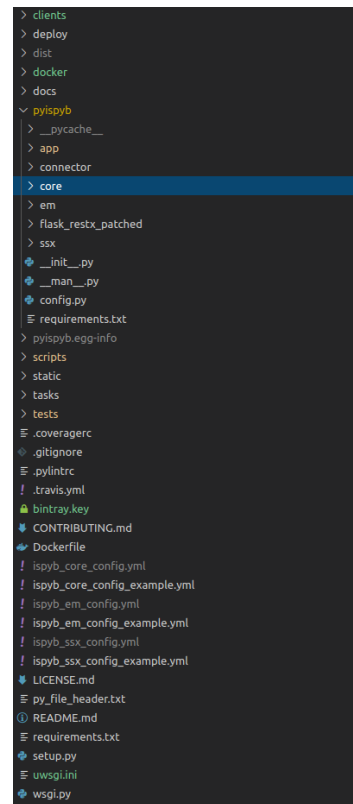 clients
deploy
dist
docker
docs
pyispyb
__pycache__
app
connector
core
em
flask_restx_patched
ssx
__init__.py
__man__.py
config.py
requirements.txt
pyispyb.egg-info
scripts
static
tasks
tests
.coveragerc
.gitignore
.pylintrc
.travis.yml
bintray.key
CONTRIBUTING.md
Dockerfile
ispyb_core_config.yml
ispyb_core_config_example.yml
ispyb_em_config.yml
ispyb_em_config_example.yml
ispyb_ssx_config.yml
ispyb_ssx_config_example.yml
LICENSE.md
py_file_header.txt
README.md
requirements.txt
setup.py
uwsgi.ini
wsgi.py